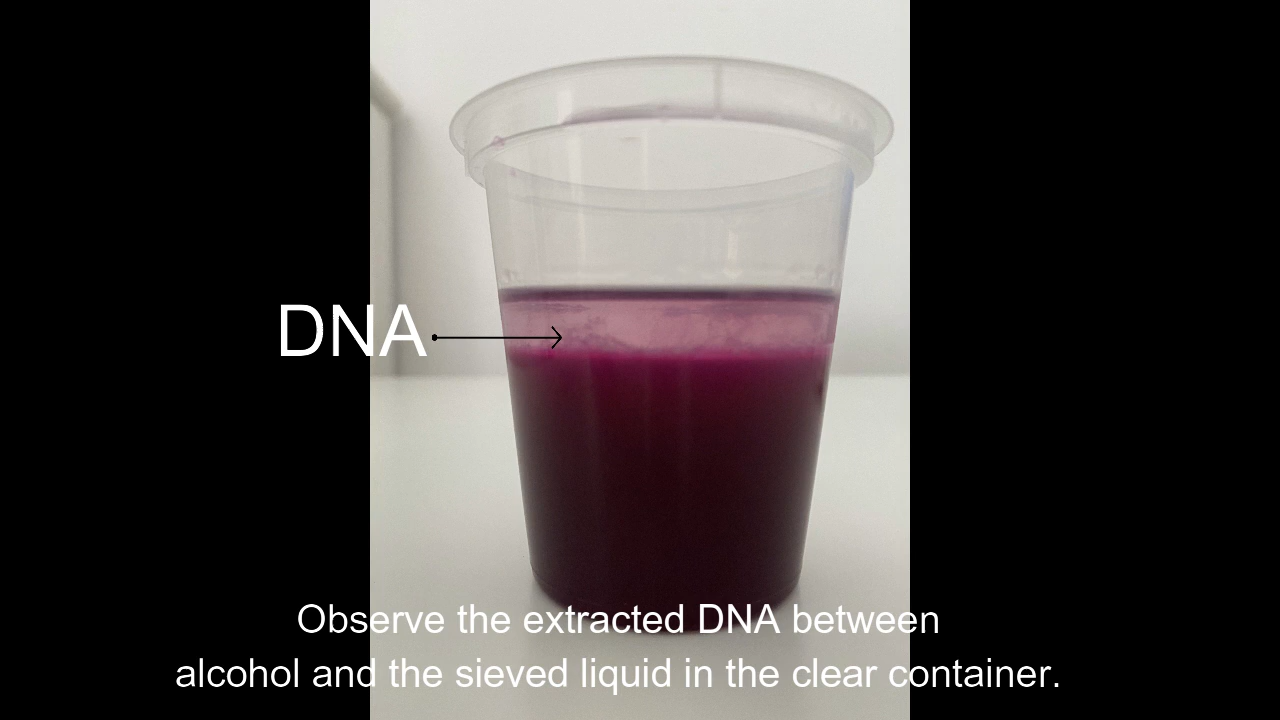 DNA
Observe the extracted DNA between
alcohol and the sieved liquid in the clear container.